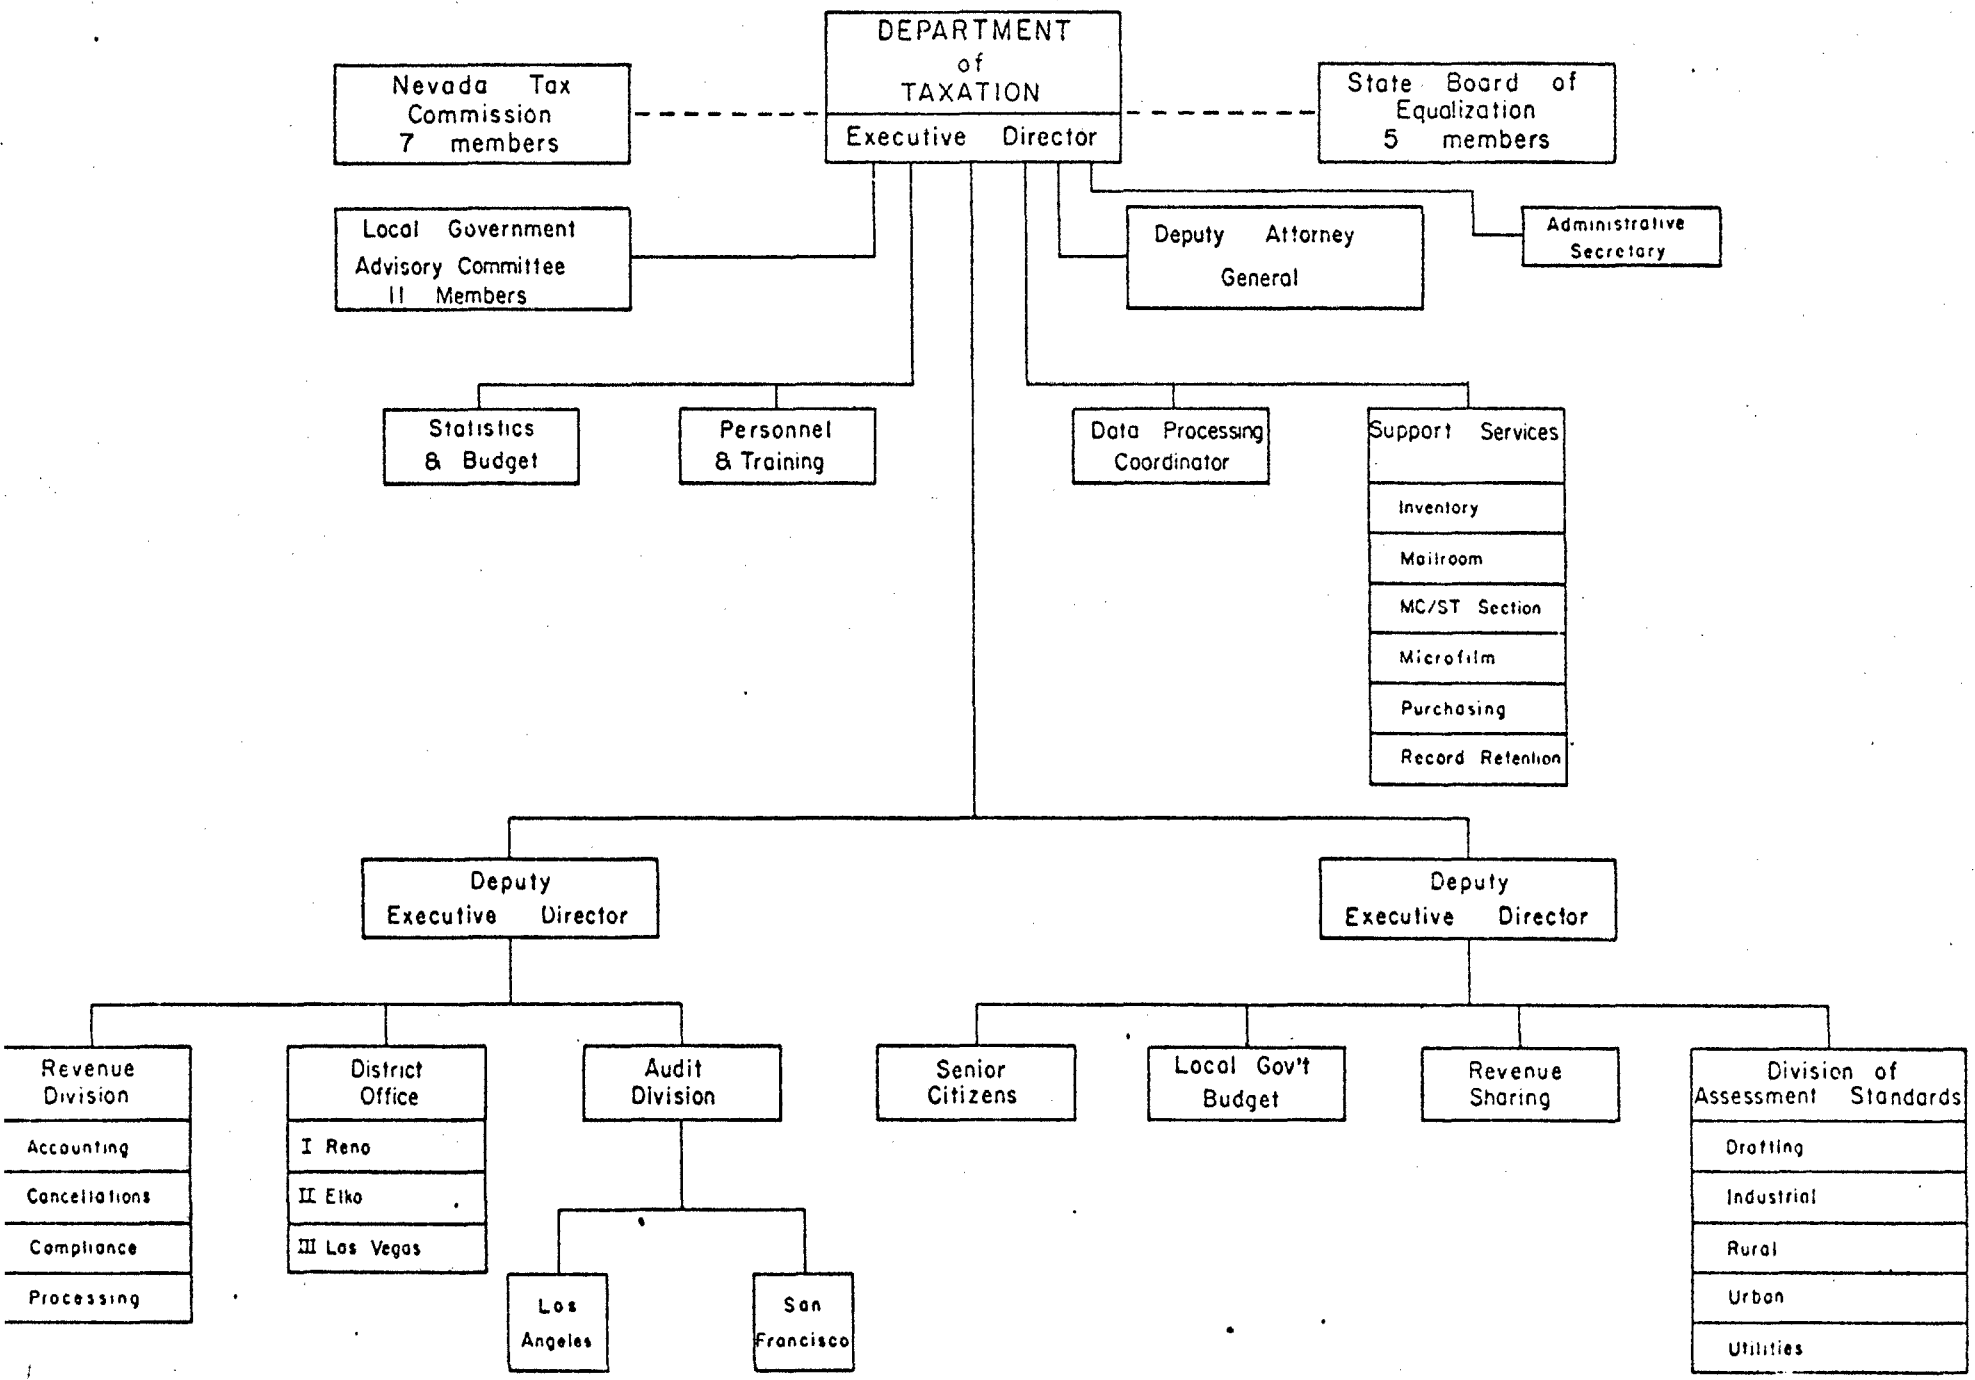 DEPARTMENT
of
TAXATION
Executive Director
Nevada Tax
Commission
7 members
State Board of
Equalization
5 members
Local Government
Advisory Committee
11 Members
Deputy Attorney
General
Administrative
Secretary
Statistics
& Budget
Personnel
& Training
Data Processing
Coordinator
Support Services
Inventory
Mailroom
MC/ST Section
Microfilm
Purchasing
Record Retention
Deputy
Executive Director
Deputy
Executive Director
Revenue
Division
Accounting
Cancellations
Compliance
Processing
District
Office
I Reno
II Elko
III Las Vegas
Audit
Division
Los
Angeles
San
Francisco
Senior
Citizens
Local Gov't
Budget
Revenue
Sharing
Division of
Assessment Standards
Drafting
Industrial
Rural
Urban
Utilities